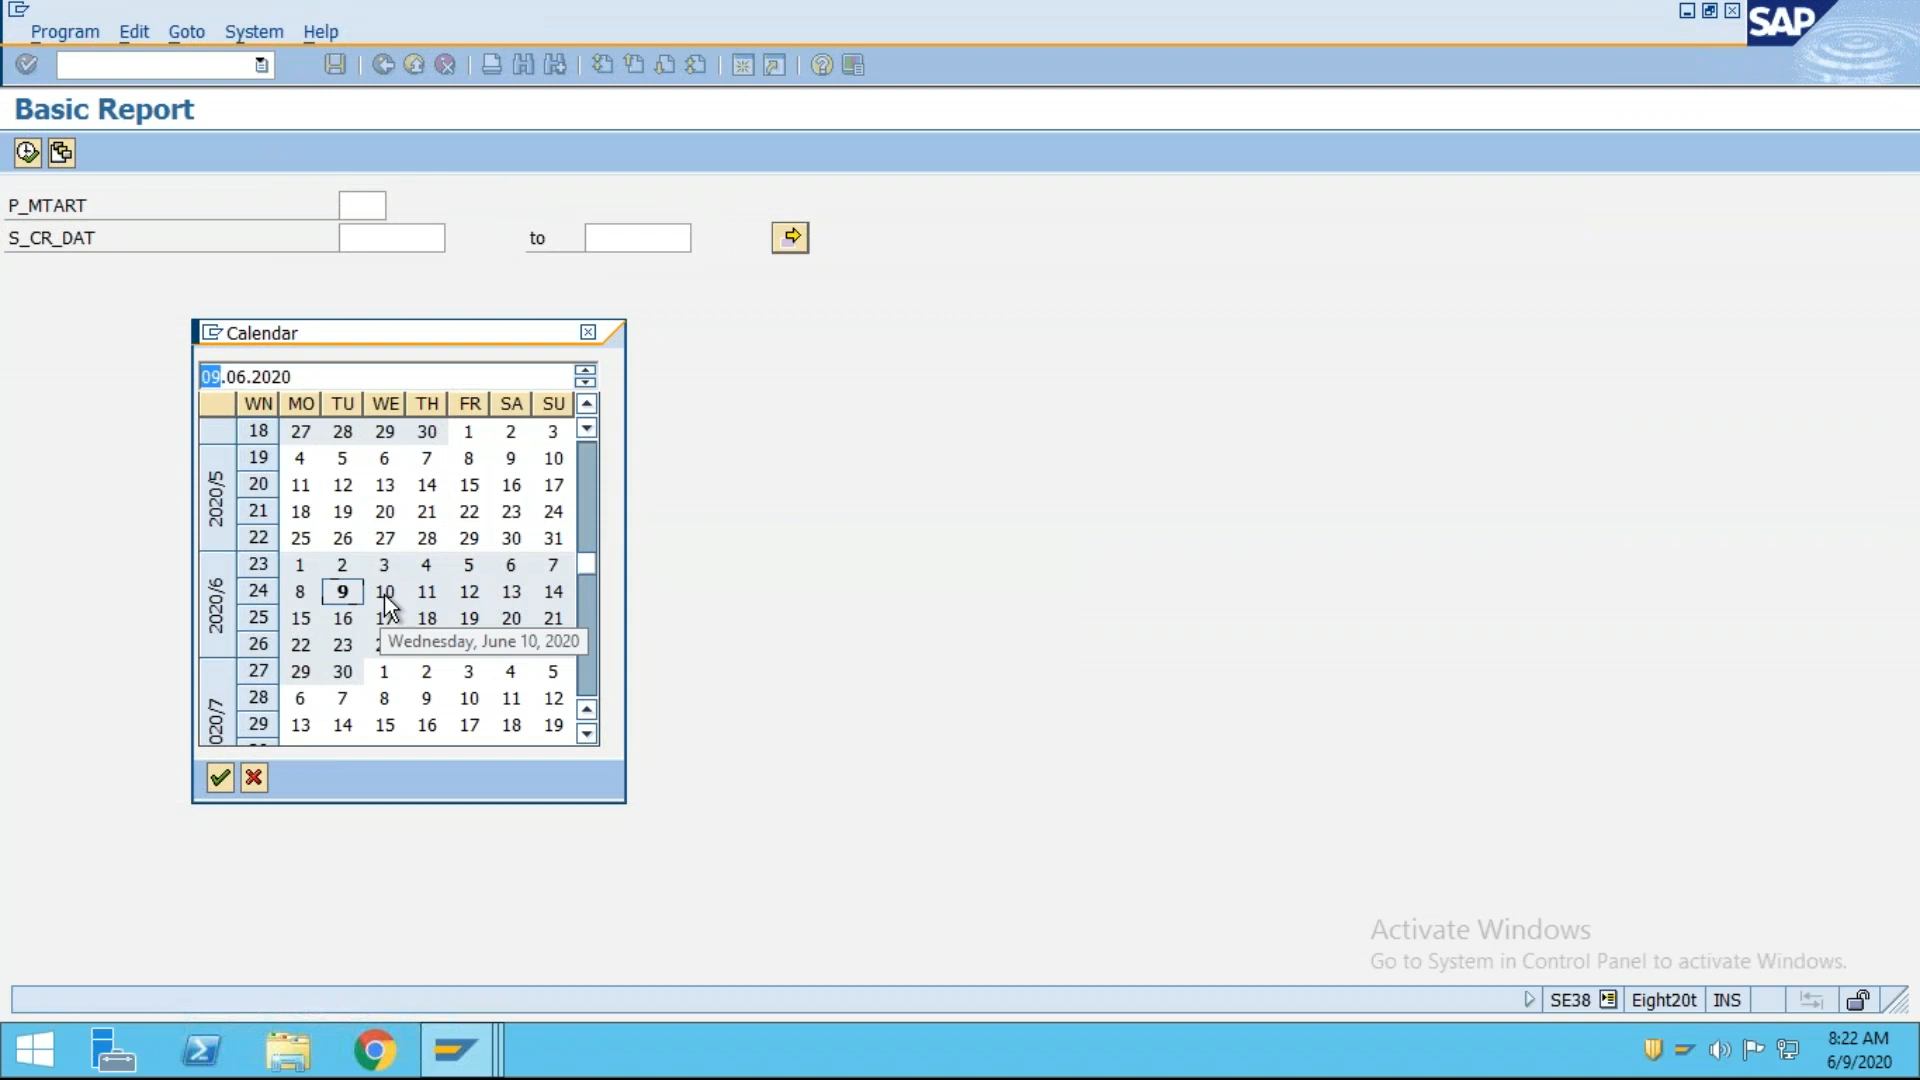 Program Edit Goto System Help
SAP
Basic Report
P_MTART
S_CR_DAT to
Calendar
09.06.2020
WN MO TU WE TH FR SA SU
18 27 28 29 30 1 2 3
19 4 5 6 7 8 9 10
2020/5
20 11 12 13 14 15 16 17
21 18 19 20 21 22 23 24
22 25 26 27 28 29 30 31
23 1 2 3 4 5 6 7
2020/6
24 8 9 10 11 12 13 14
25 15 16 17 18 19 20 21
26 22 23
Wednesday, June 10, 2020
27 29 30 1 2 3 4 5
020/7
28 6 7 8 9 10 11 12
29 13 14 15 16 17 18 19
Activate Windows
Go to System in Control Panel to activate Windows.
SE38 Eight20t INS
8:22 AM
6/9/2020